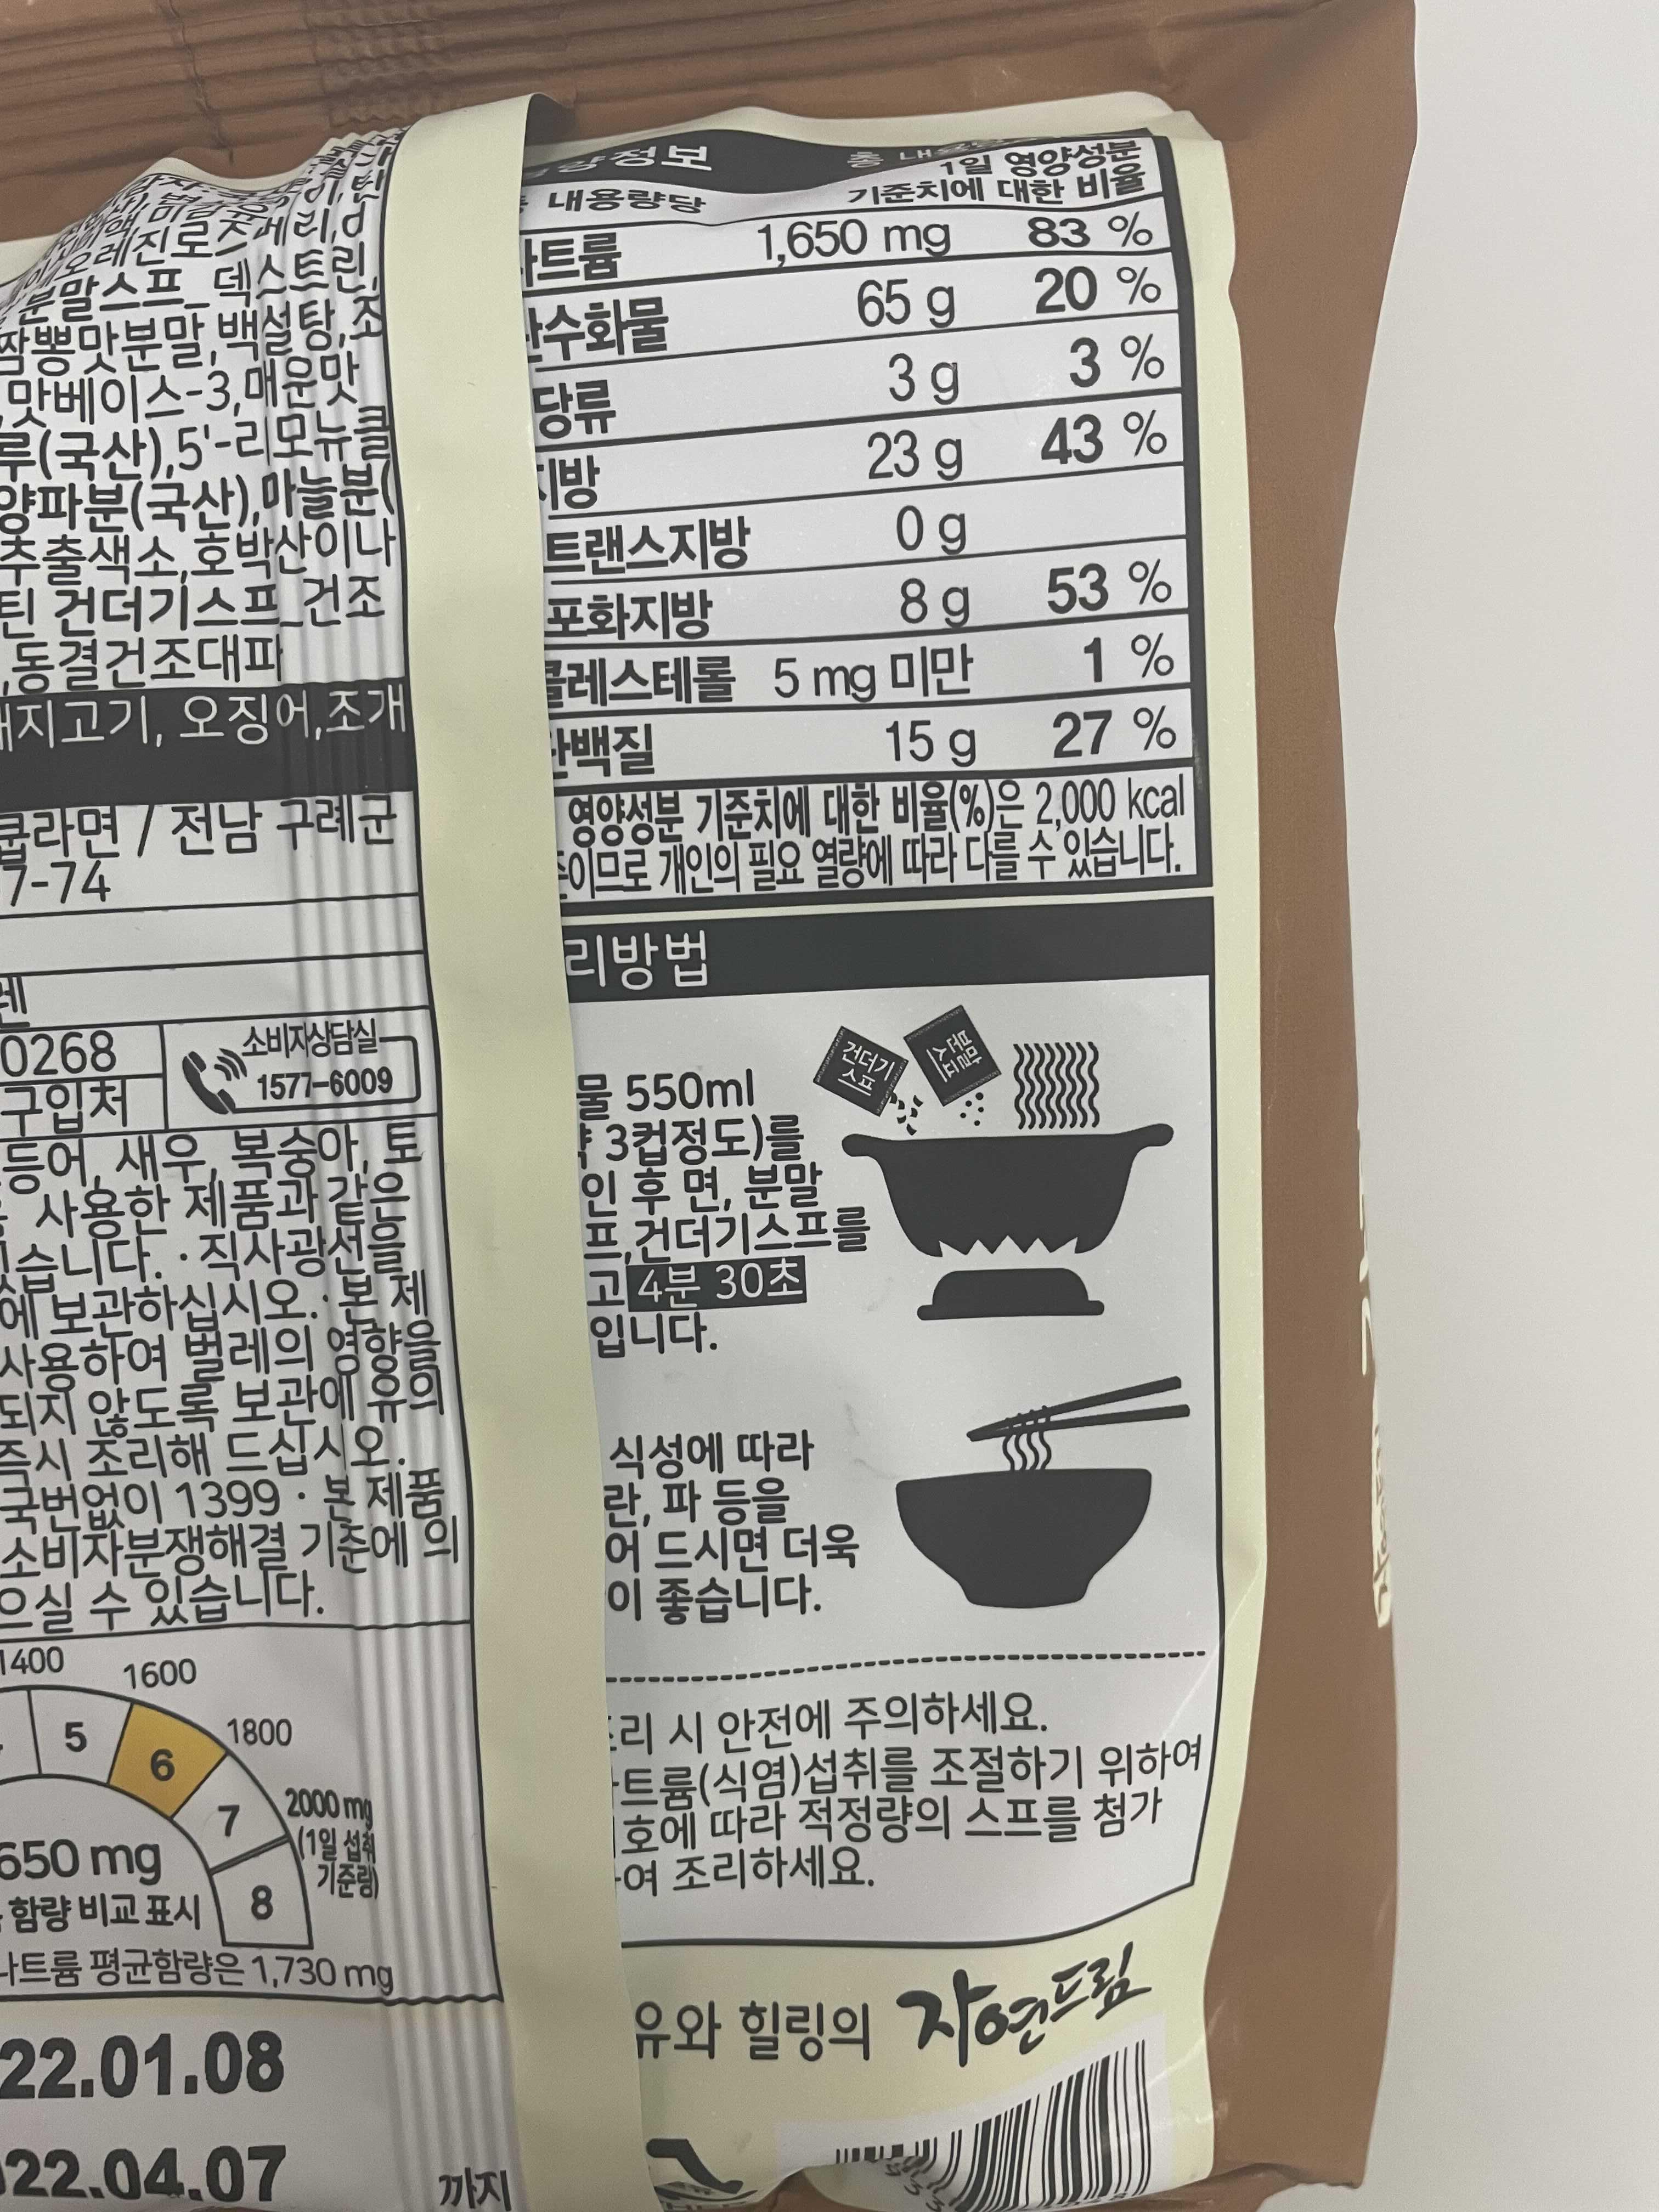 분말스프_덱스트린,
짬뽕맛분말,백설탕,조
맛베이스-3,매운맛
루(국산),5'-리모뉴클
양파분(국산),마늘분(
추출색소,호박산이나
틴 건더기스프_건조
,동결건조대파
돼지고기, 오징어,조개
쿱라면 / 전남 구례군
7-74
렌
0268
구입처
소비자상담실
1577-6009
등어, 새우, 복숭아, 토
사용한 제품과 같은
있습니다. · 직사광선을
에 보관하십시오. · 본 제
사용하여 벌레의 영향을
되지 않도록 보관에 유의
즉시 조리해 드십시오.
국번없이 1399 · 본 제품
소비자분쟁해결 기준에 의
으실 수 있습니다.
1400
1600
1800
2000 mg
(1일 섭취
기준량)
5
6
7
8
650 mg
함량 비교 표시
나트륨 평균함량은 1,730 mg
22.01.08
022.04.07 까지
양정보
총 내용량당
1일 영양성분
기준치에 대한 비율
나트륨 1,650 mg 83 %
탄수화물 65 g 20 %
당류 3 g 3 %
지방 23 g 43 %
트랜스지방 0 g
포화지방 8 g 53 %
콜레스테롤 5 mg 미만 1 %
단백질 15 g 27 %
영양성분 기준치에 대한 비율(%)은 2,000 kcal
준이므로 개인의 필요 열량에 따라 다를 수 있습니다.
리방법
건더기
스프
분말
스프
물 550ml
약 3컵정도)를
인 후 면, 분말
프,건더기스프를
고 4분 30초
입니다.
식성에 따라
란, 파 등을
어 드시면 더욱
이 좋습니다.
조리 시 안전에 주의하세요.
나트륨(식염)섭취를 조절하기 위하여
호에 따라 적정량의 스프를 첨가
하여 조리하세요.
유와 힐링의 자연드림